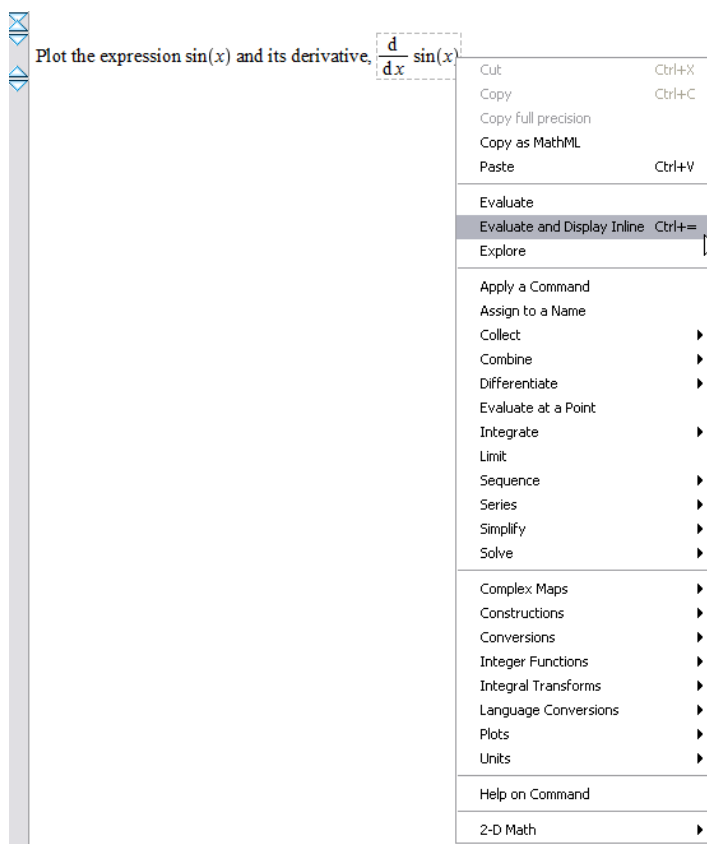 Plot the expression sin(x) and its derivative, d/dx sin(x)
Cut Ctrl+X
Copy Ctrl+C
Copy full precision
Copy as MathML
Paste Ctrl+V
Evaluate
Evaluate and Display Inline Ctrl+=
Explore
Apply a Command
Assign to a Name
Collect
Combine
Differentiate
Evaluate at a Point
Integrate
Limit
Sequence
Series
Simplify
Solve
Complex Maps
Constructions
Conversions
Integer Functions
Integral Transforms
Language Conversions
Plots
Units
Help on Command
2-D Math